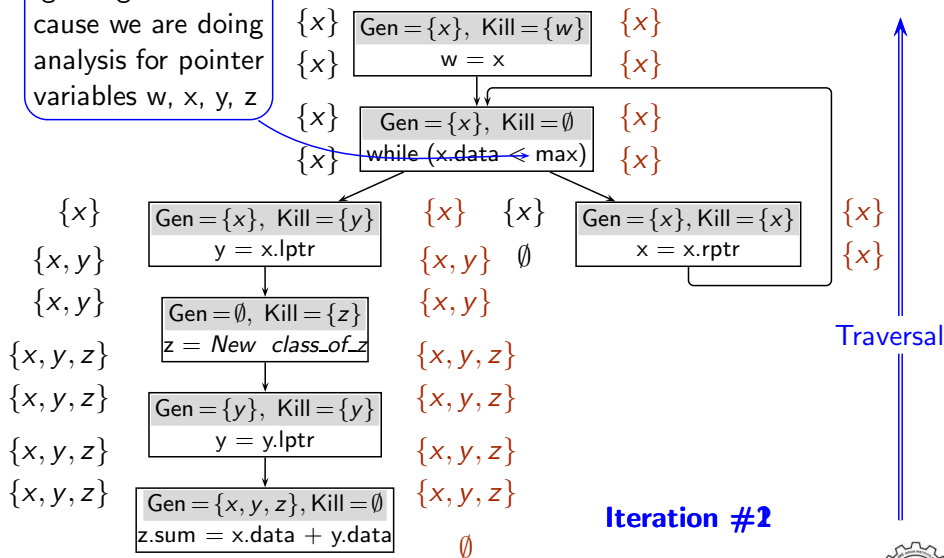 cause we are doing
analysis for pointer
variables w, x, y, z
{x} Gen = {x}, Kill = {w} {x}
{x} w = x {x}
{x} Gen = {x}, Kill = ∅ {x}
{x} while (x.data < max) {x}
{x} Gen = {x}, Kill = {y} {x} {x} Gen = {x}, Kill = {x} {x}
{x, y} y = x.lptr {x, y} ∅ x = x.rptr {x}
{x, y} Gen = ∅, Kill = {z} {x, y}
{x, y, z} z = New class_of_z {x, y, z}
Traversal
{x, y, z} Gen = {y}, Kill = {y} {x, y, z}
{x, y, z} y = y.lptr {x, y, z}
{x, y, z} Gen = {x, y, z}, Kill = ∅ {x, y, z}
Iteration #
z.sum = x.data + y.data ∅